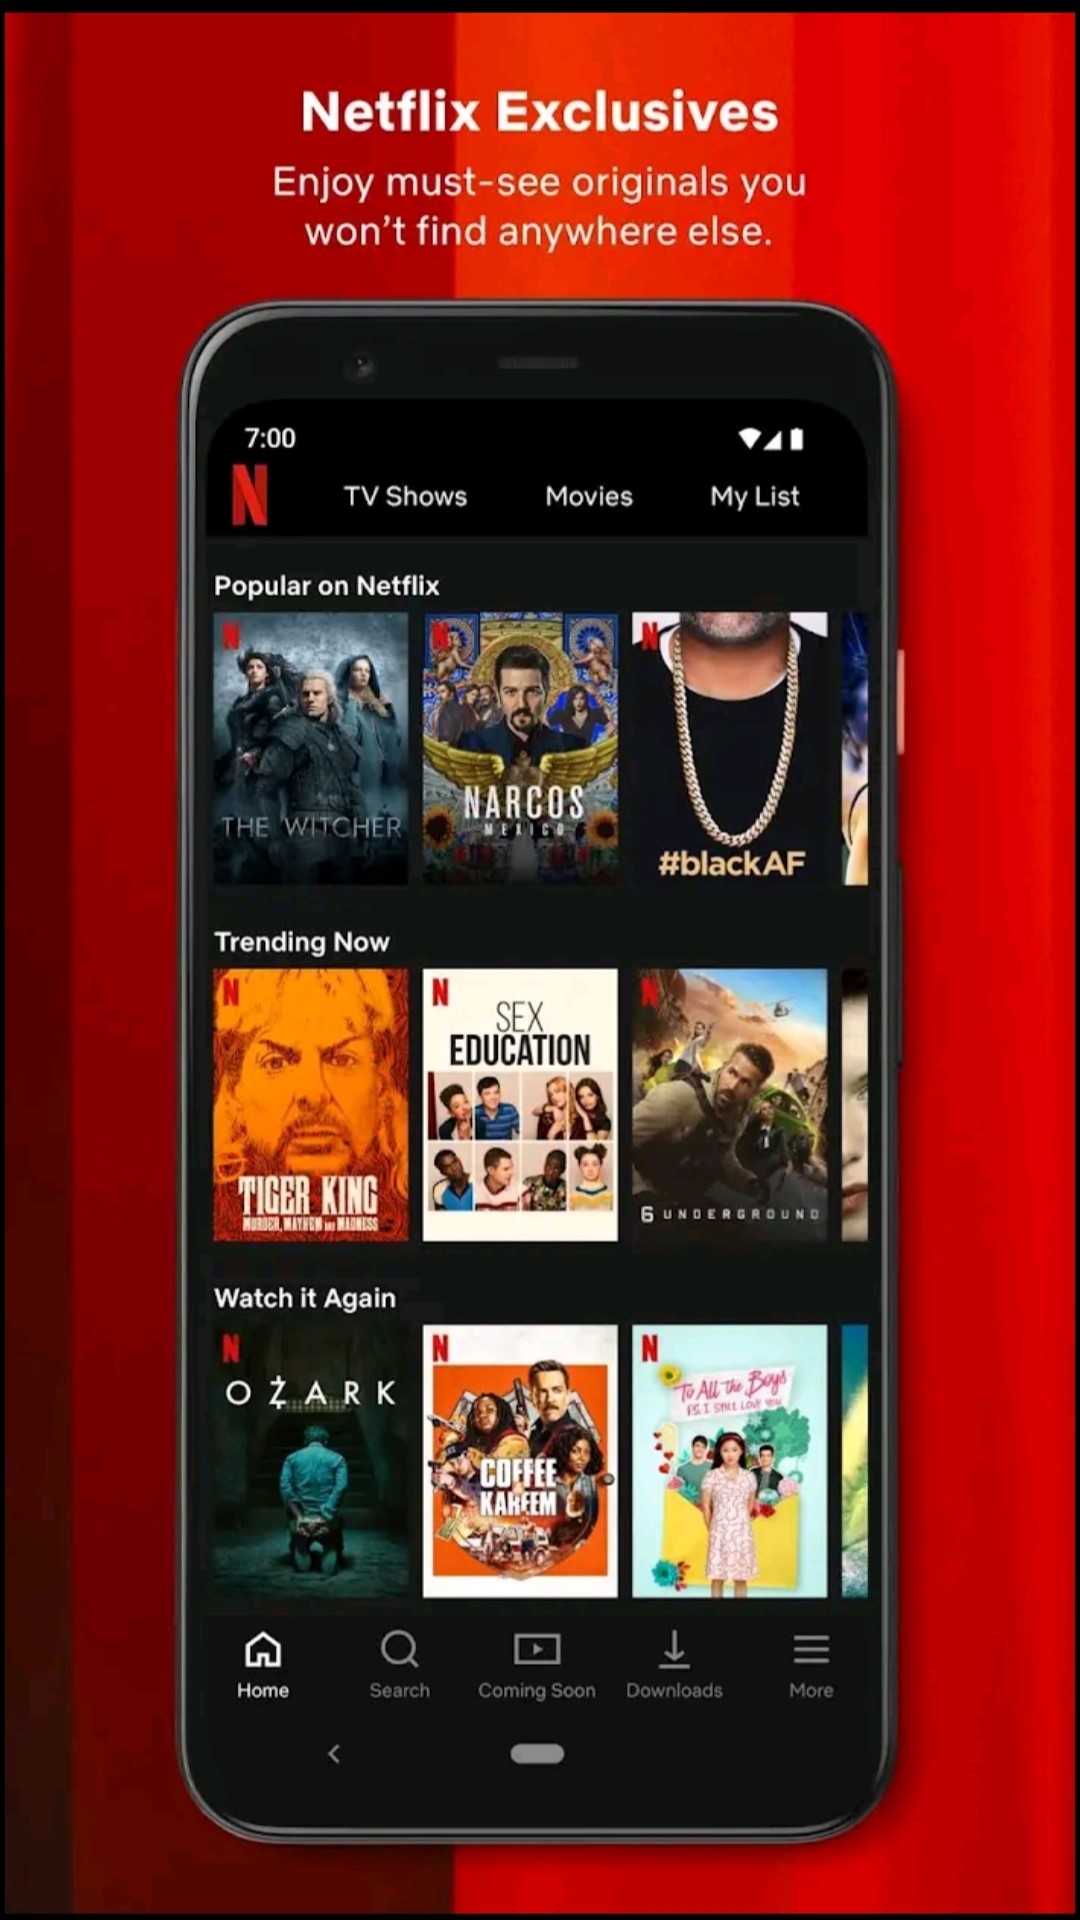 Netflix Exclusives
Enjoy must-see originals you
won't find anywhere else.
7:00
N
TV Shows
Movies
My List
Popular on Netflix
N
THE WITCHER
N
NARCOS
MEXICO
N
#blackAF
Trending Now
N
TIGER KING
MURDER, MAYHEM AND MADNESS
N
SEX
EDUCATION
N
6 UNDERGROUND
Watch it Again
N
OZARK
N
COFFEE
KAREEM
N
To All the Boys
P.S. I STILL LOVE YOU
Home
Search
Coming Soon
Downloads
More